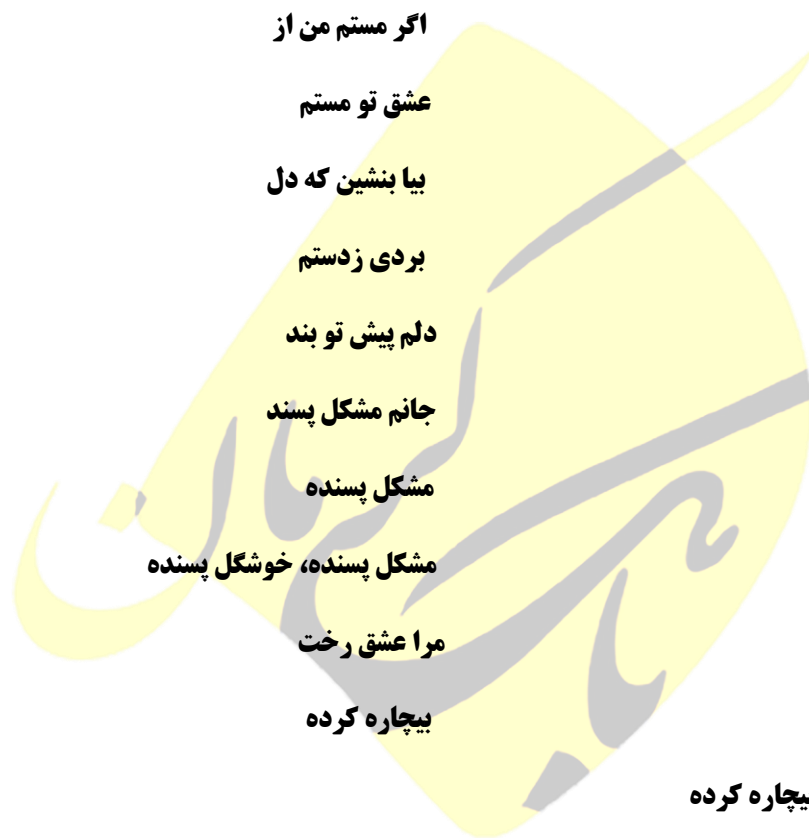 اگر مستم من از
عشق تو مستم
بیا بنشین که دل
بردی زدستم
دلم پیش تو بند
جانم مشکل پسند
مشکل پسنده
مشکل پسنده، خوشگل پسنده
مرا عشق رخت
بیچاره کرده
کرده